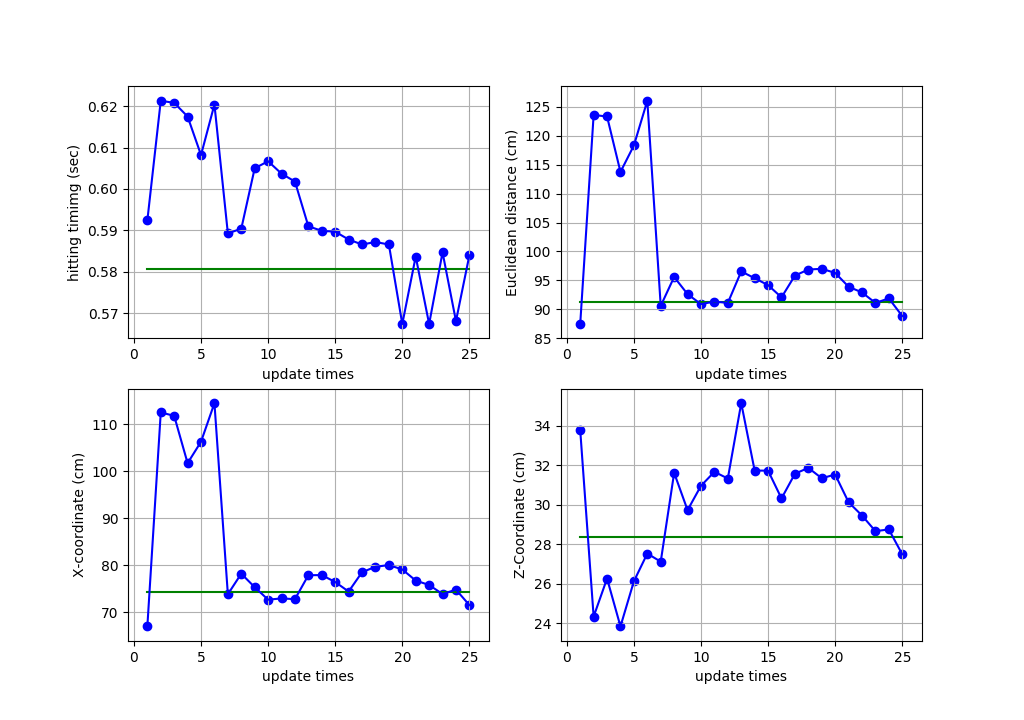 0.62
0.61
0.60
0.59
0.58
0.57
hitting timimg (sec)
0 5 10 15 20 25
update times
125
120
115
110
105
100
95
90
85
Euclidean distance (cm)
0 5 10 15 20 25
update times
110
100
90
80
70
X-coordinate (cm)
0 5 10 15 20 25
update times
34
32
30
28
26
24
Z-Coordinate (cm)
0 5 10 15 20 25
update times